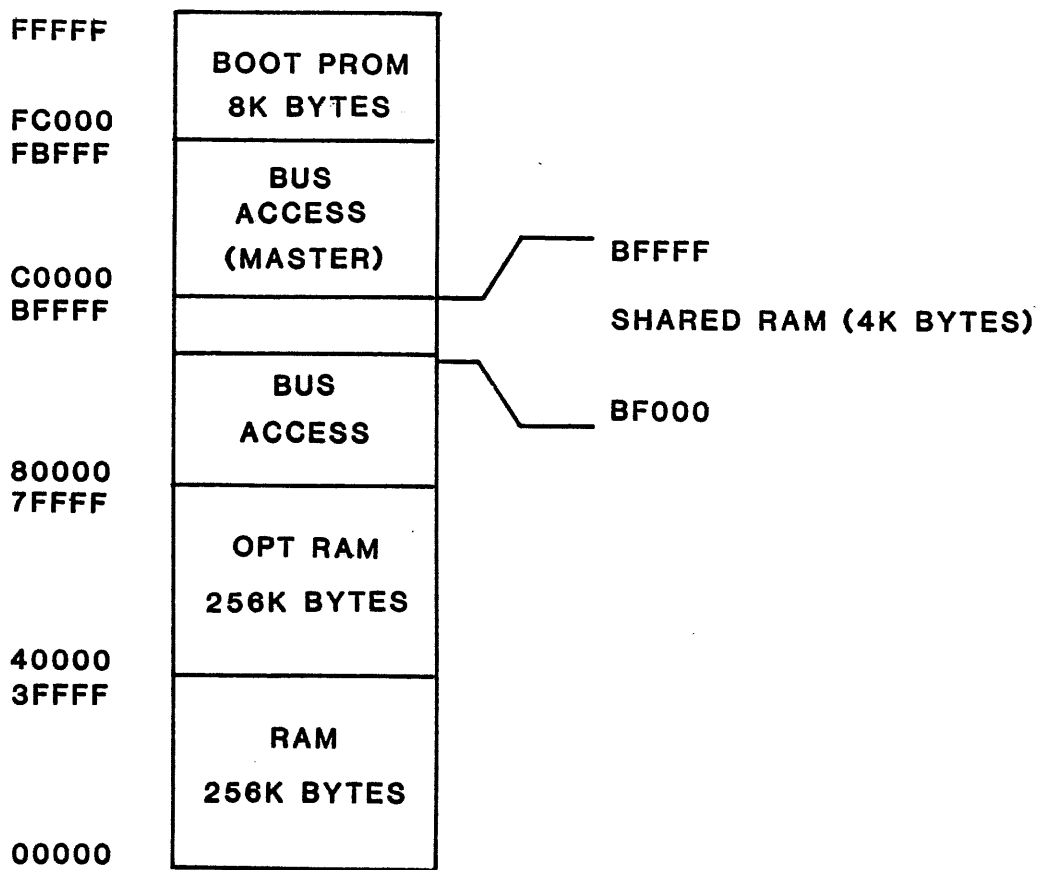 FFFFF
BOOT PROM
8K BYTES
FC000
FBFFF
BUS
ACCESS
(MASTER)
C0000
BFFFF
BFFFF
SHARED RAM (4K BYTES)
BF000
BUS
ACCESS
80000
7FFFF
OPT RAM
256K BYTES
40000
3FFFF
RAM
256K BYTES
00000